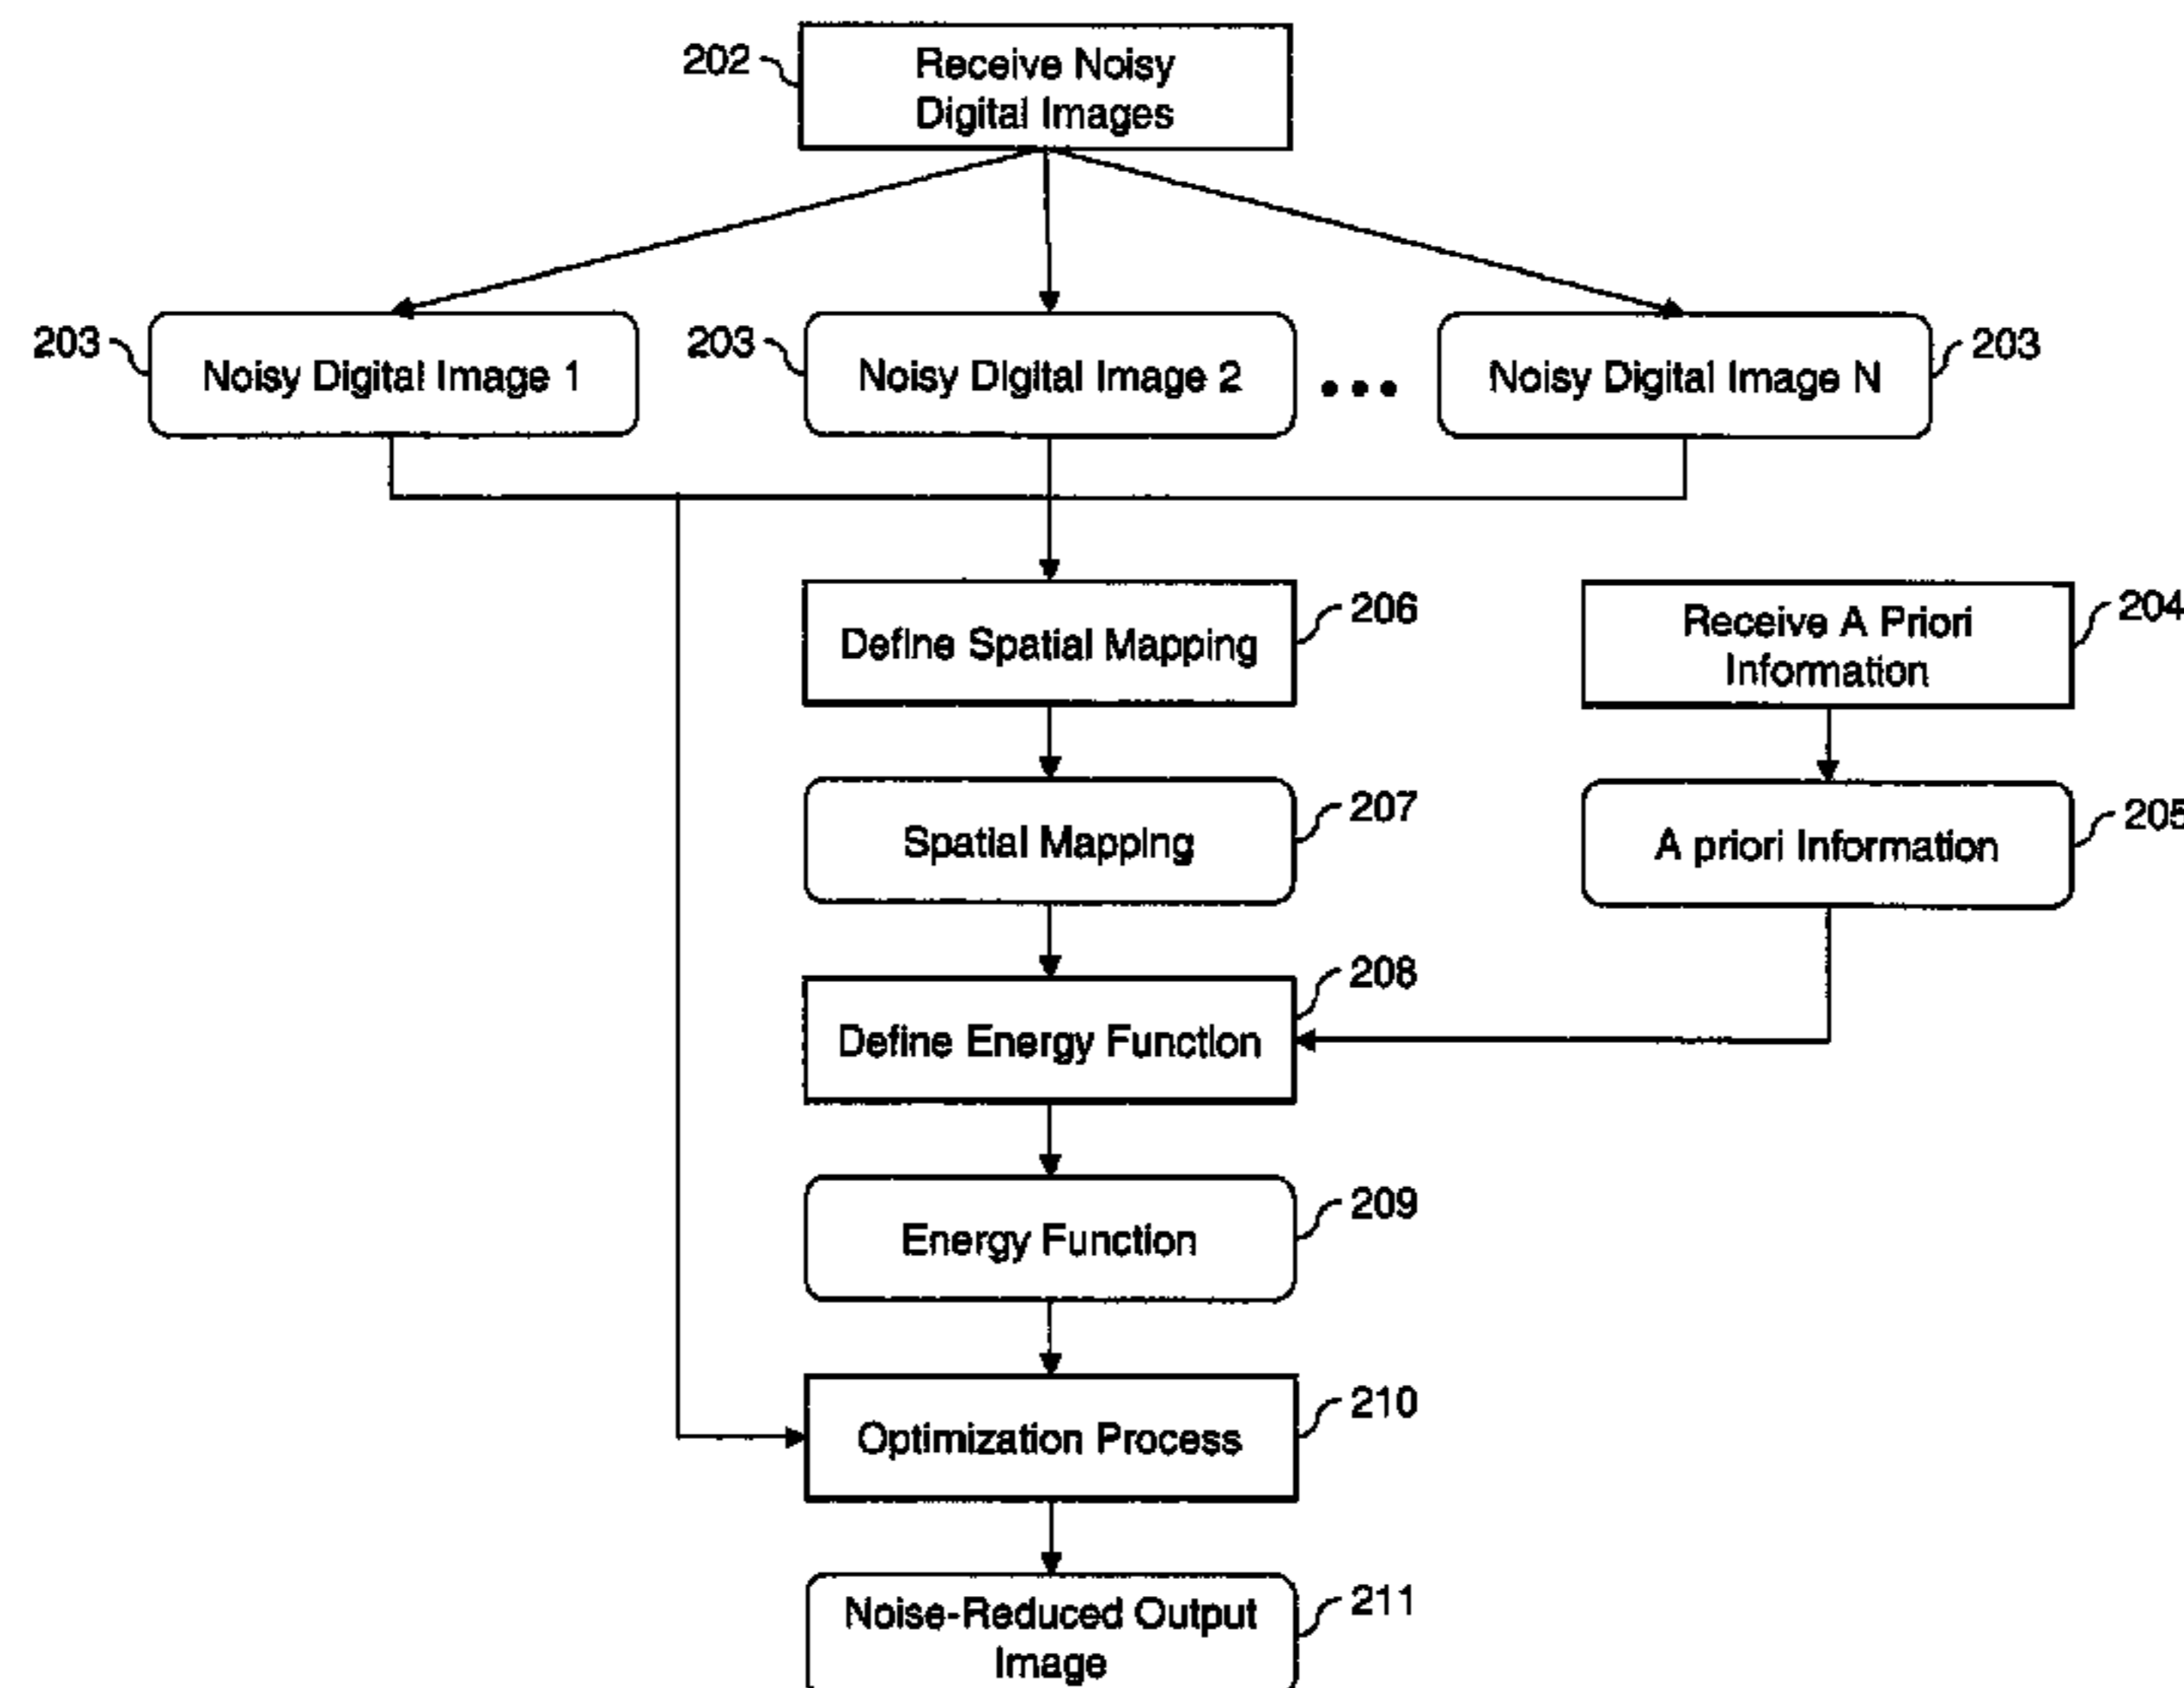 202
Receive Noisy
Digital Images
203
Noisy Digital Image 1
203
Noisy Digital Image 2
•••
Noisy Digital Image N
203
Define Spatial Mapping
206
Receive A Priori
Information
204
Spatial Mapping
207
A priori Information
205
Define Energy Function
208
Energy Function
209
Optimization Process
210
Noise-Reduced Output
Image
211